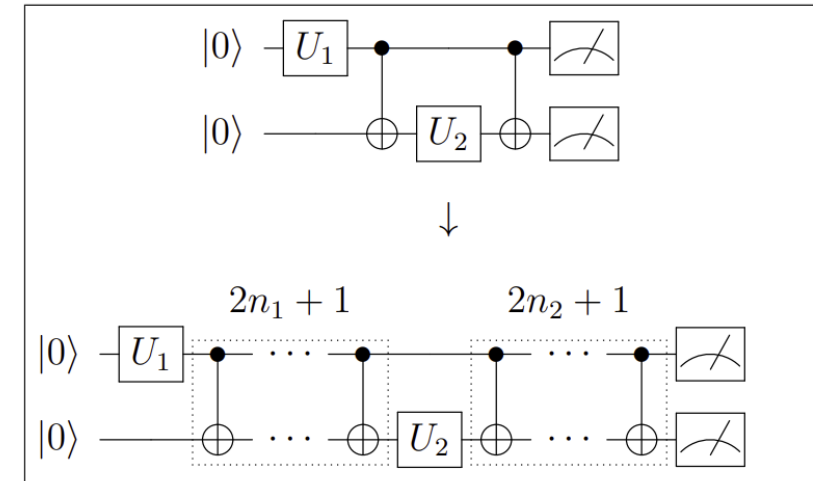 |0⟩ U₁
|0⟩ U₂
↓
2n₁ + 1 2n₂ + 1
|0⟩ U₁ ··· ···
|0⟩ ··· U₂ ···